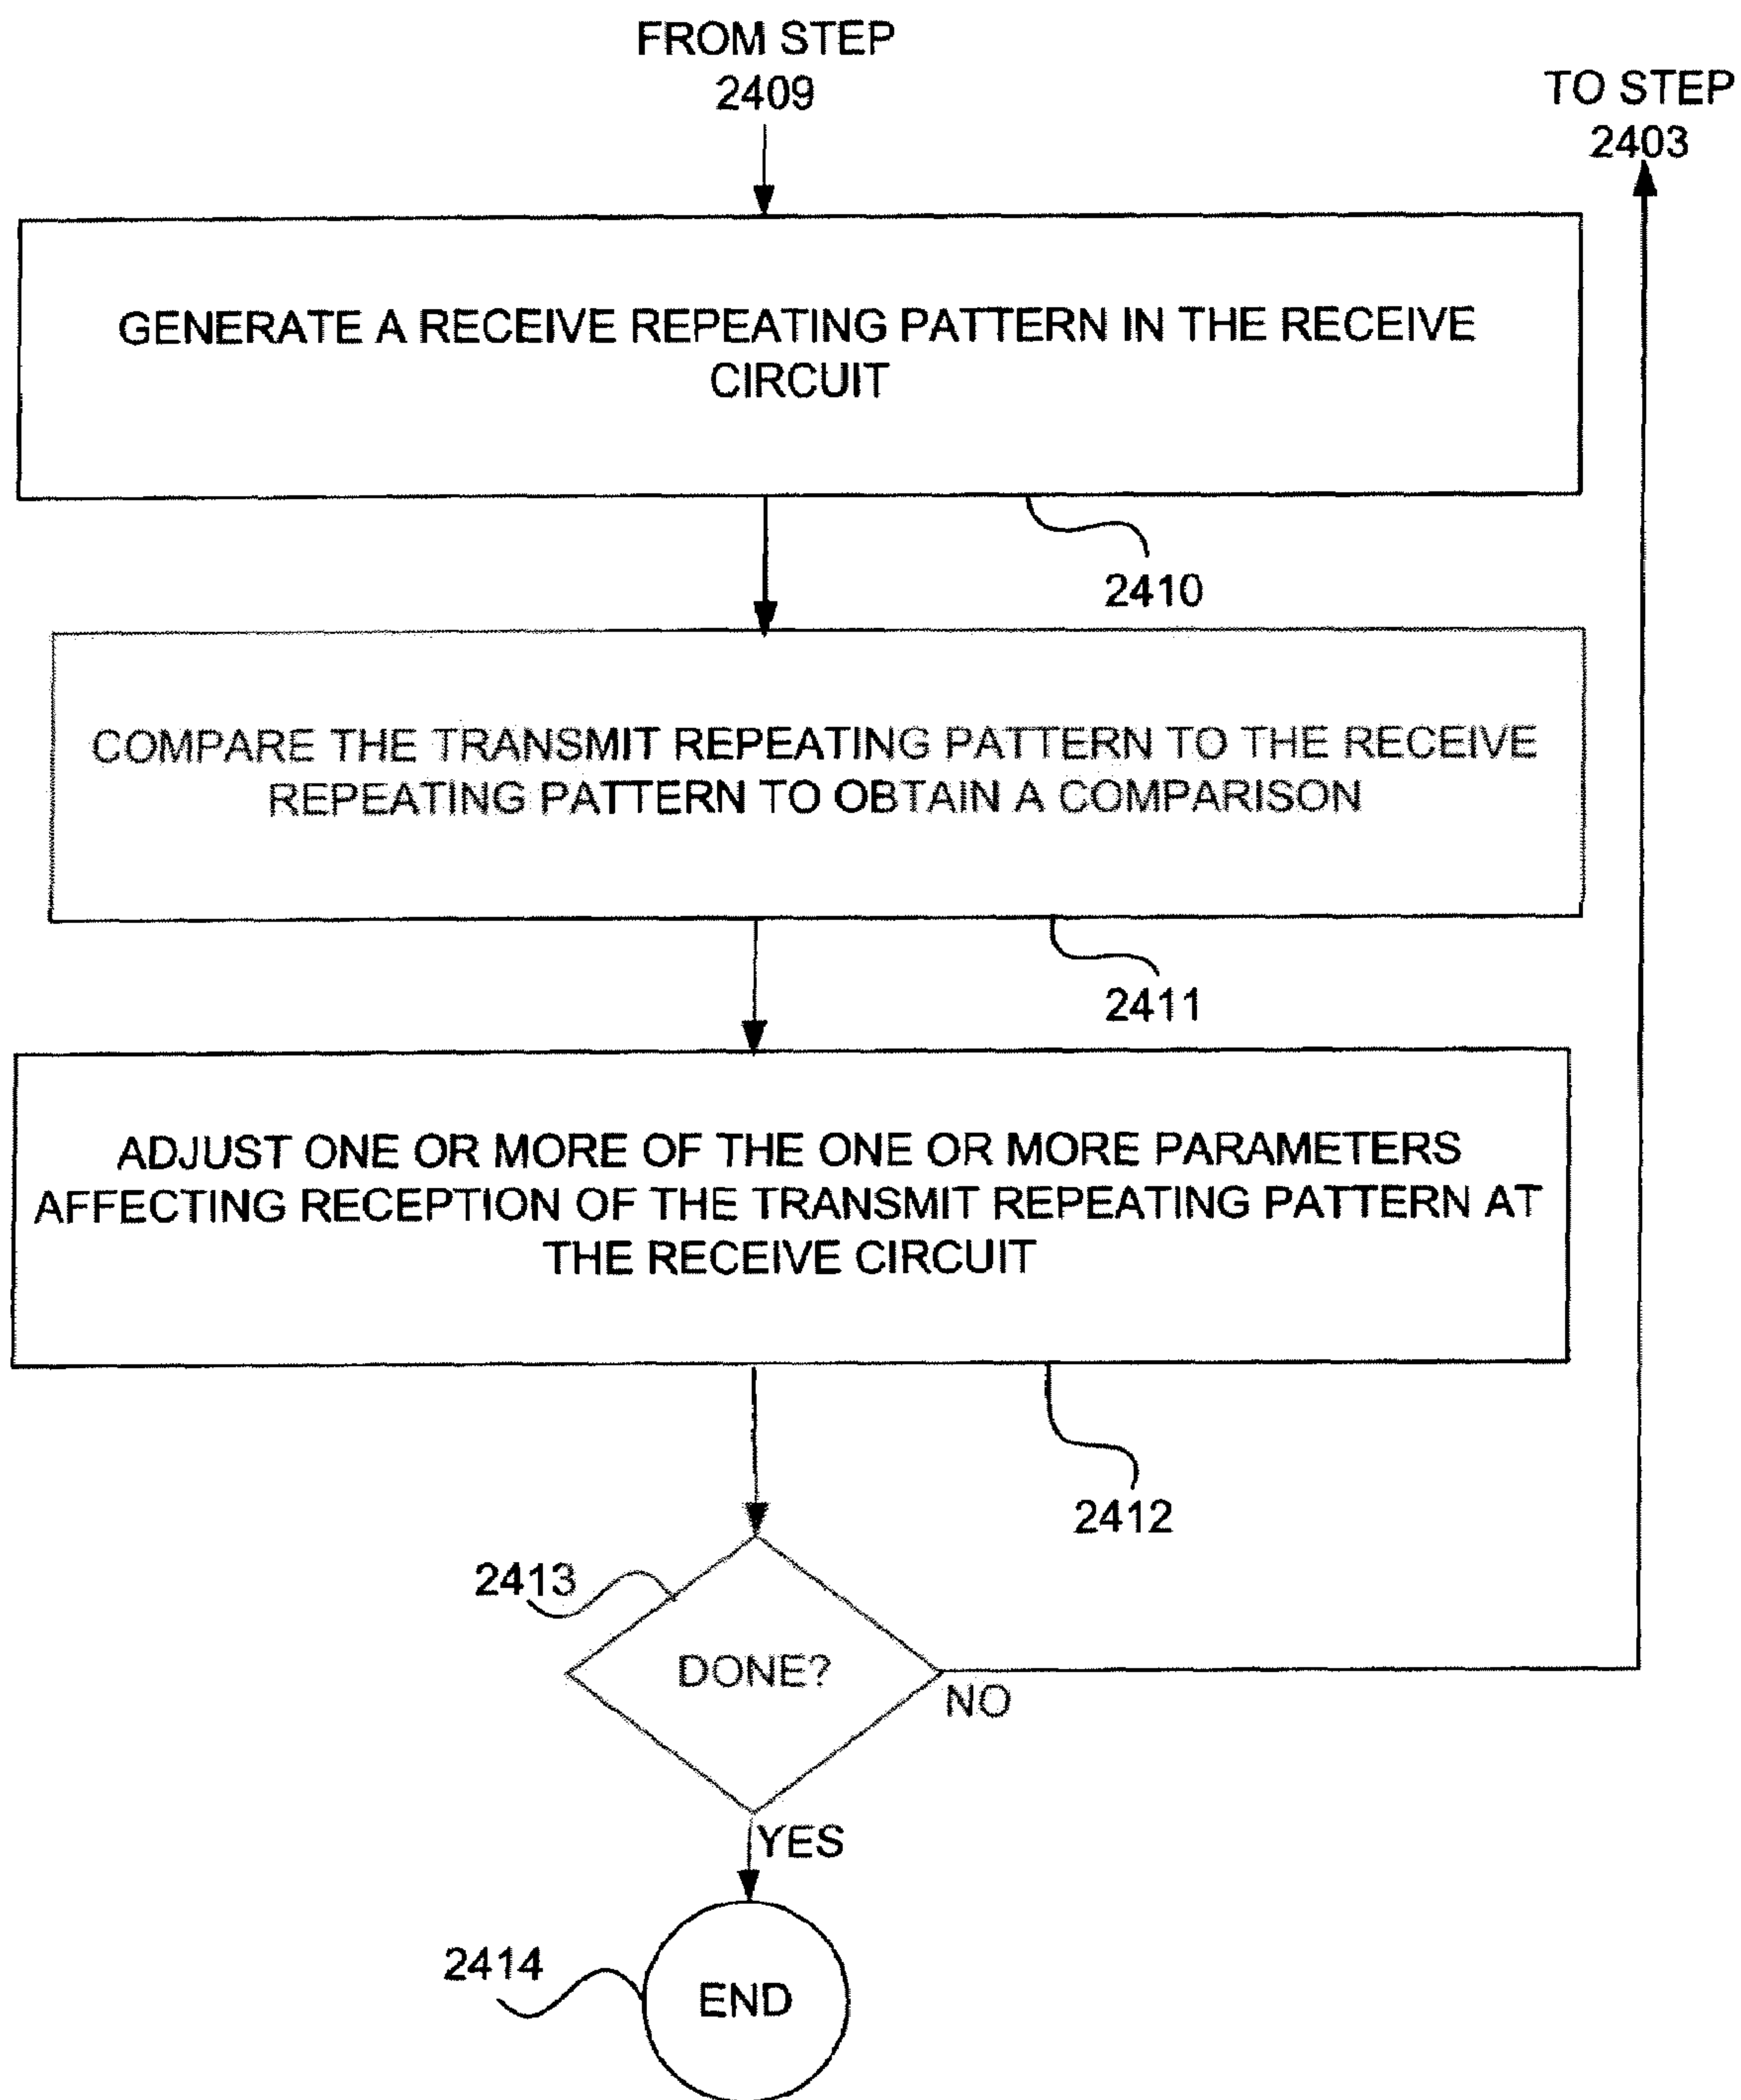 FROM STEP
2409
TO STEP
2403
GENERATE A RECEIVE REPEATING PATTERN IN THE RECEIVE
CIRCUIT
2410
COMPARE THE TRANSMIT REPEATING PATTERN TO THE RECEIVE
REPEATING PATTERN TO OBTAIN A COMPARISON
2411
ADJUST ONE OR MORE OF THE ONE OR MORE PARAMETERS
AFFECTING RECEPTION OF THE TRANSMIT REPEATING PATTERN AT
THE RECEIVE CIRCUIT
2412
2413
DONE?
NO
YES
2414
END